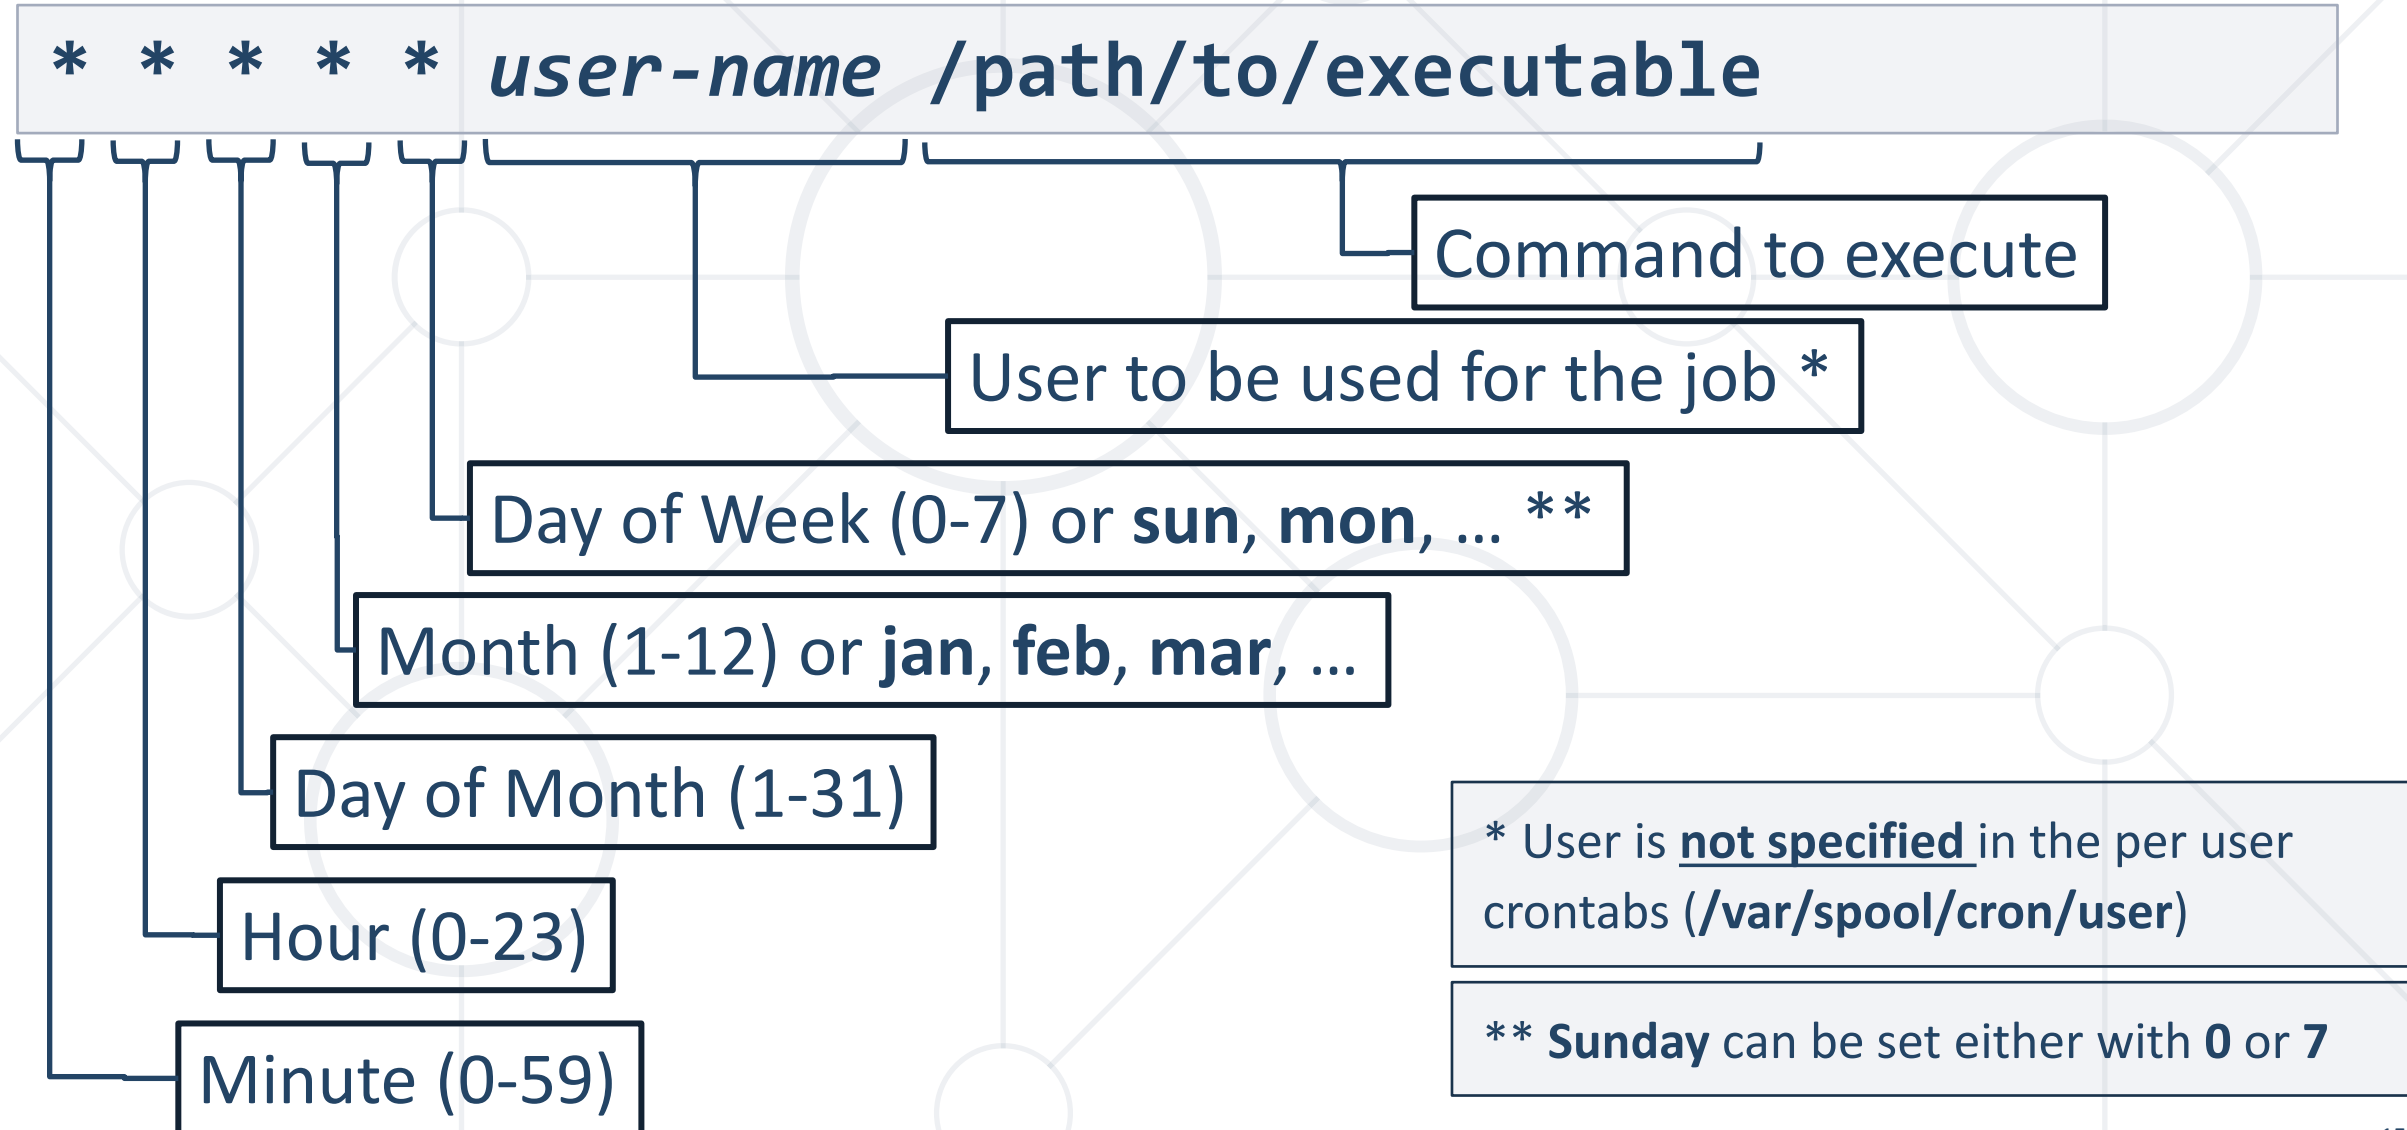 * * * * * user-name /path/to/executable
Command to execute
User to be used for the job *
Day of Week (0-7) or sun, mon, … **
Month (1-12) or jan, feb, mar, …
Day of Month (1-31)
* User is not specified in the per user
crontabs (/var/spool/cron/user)
Hour (0-23)
** Sunday can be set either with 0 or 7
Minute (0-59)